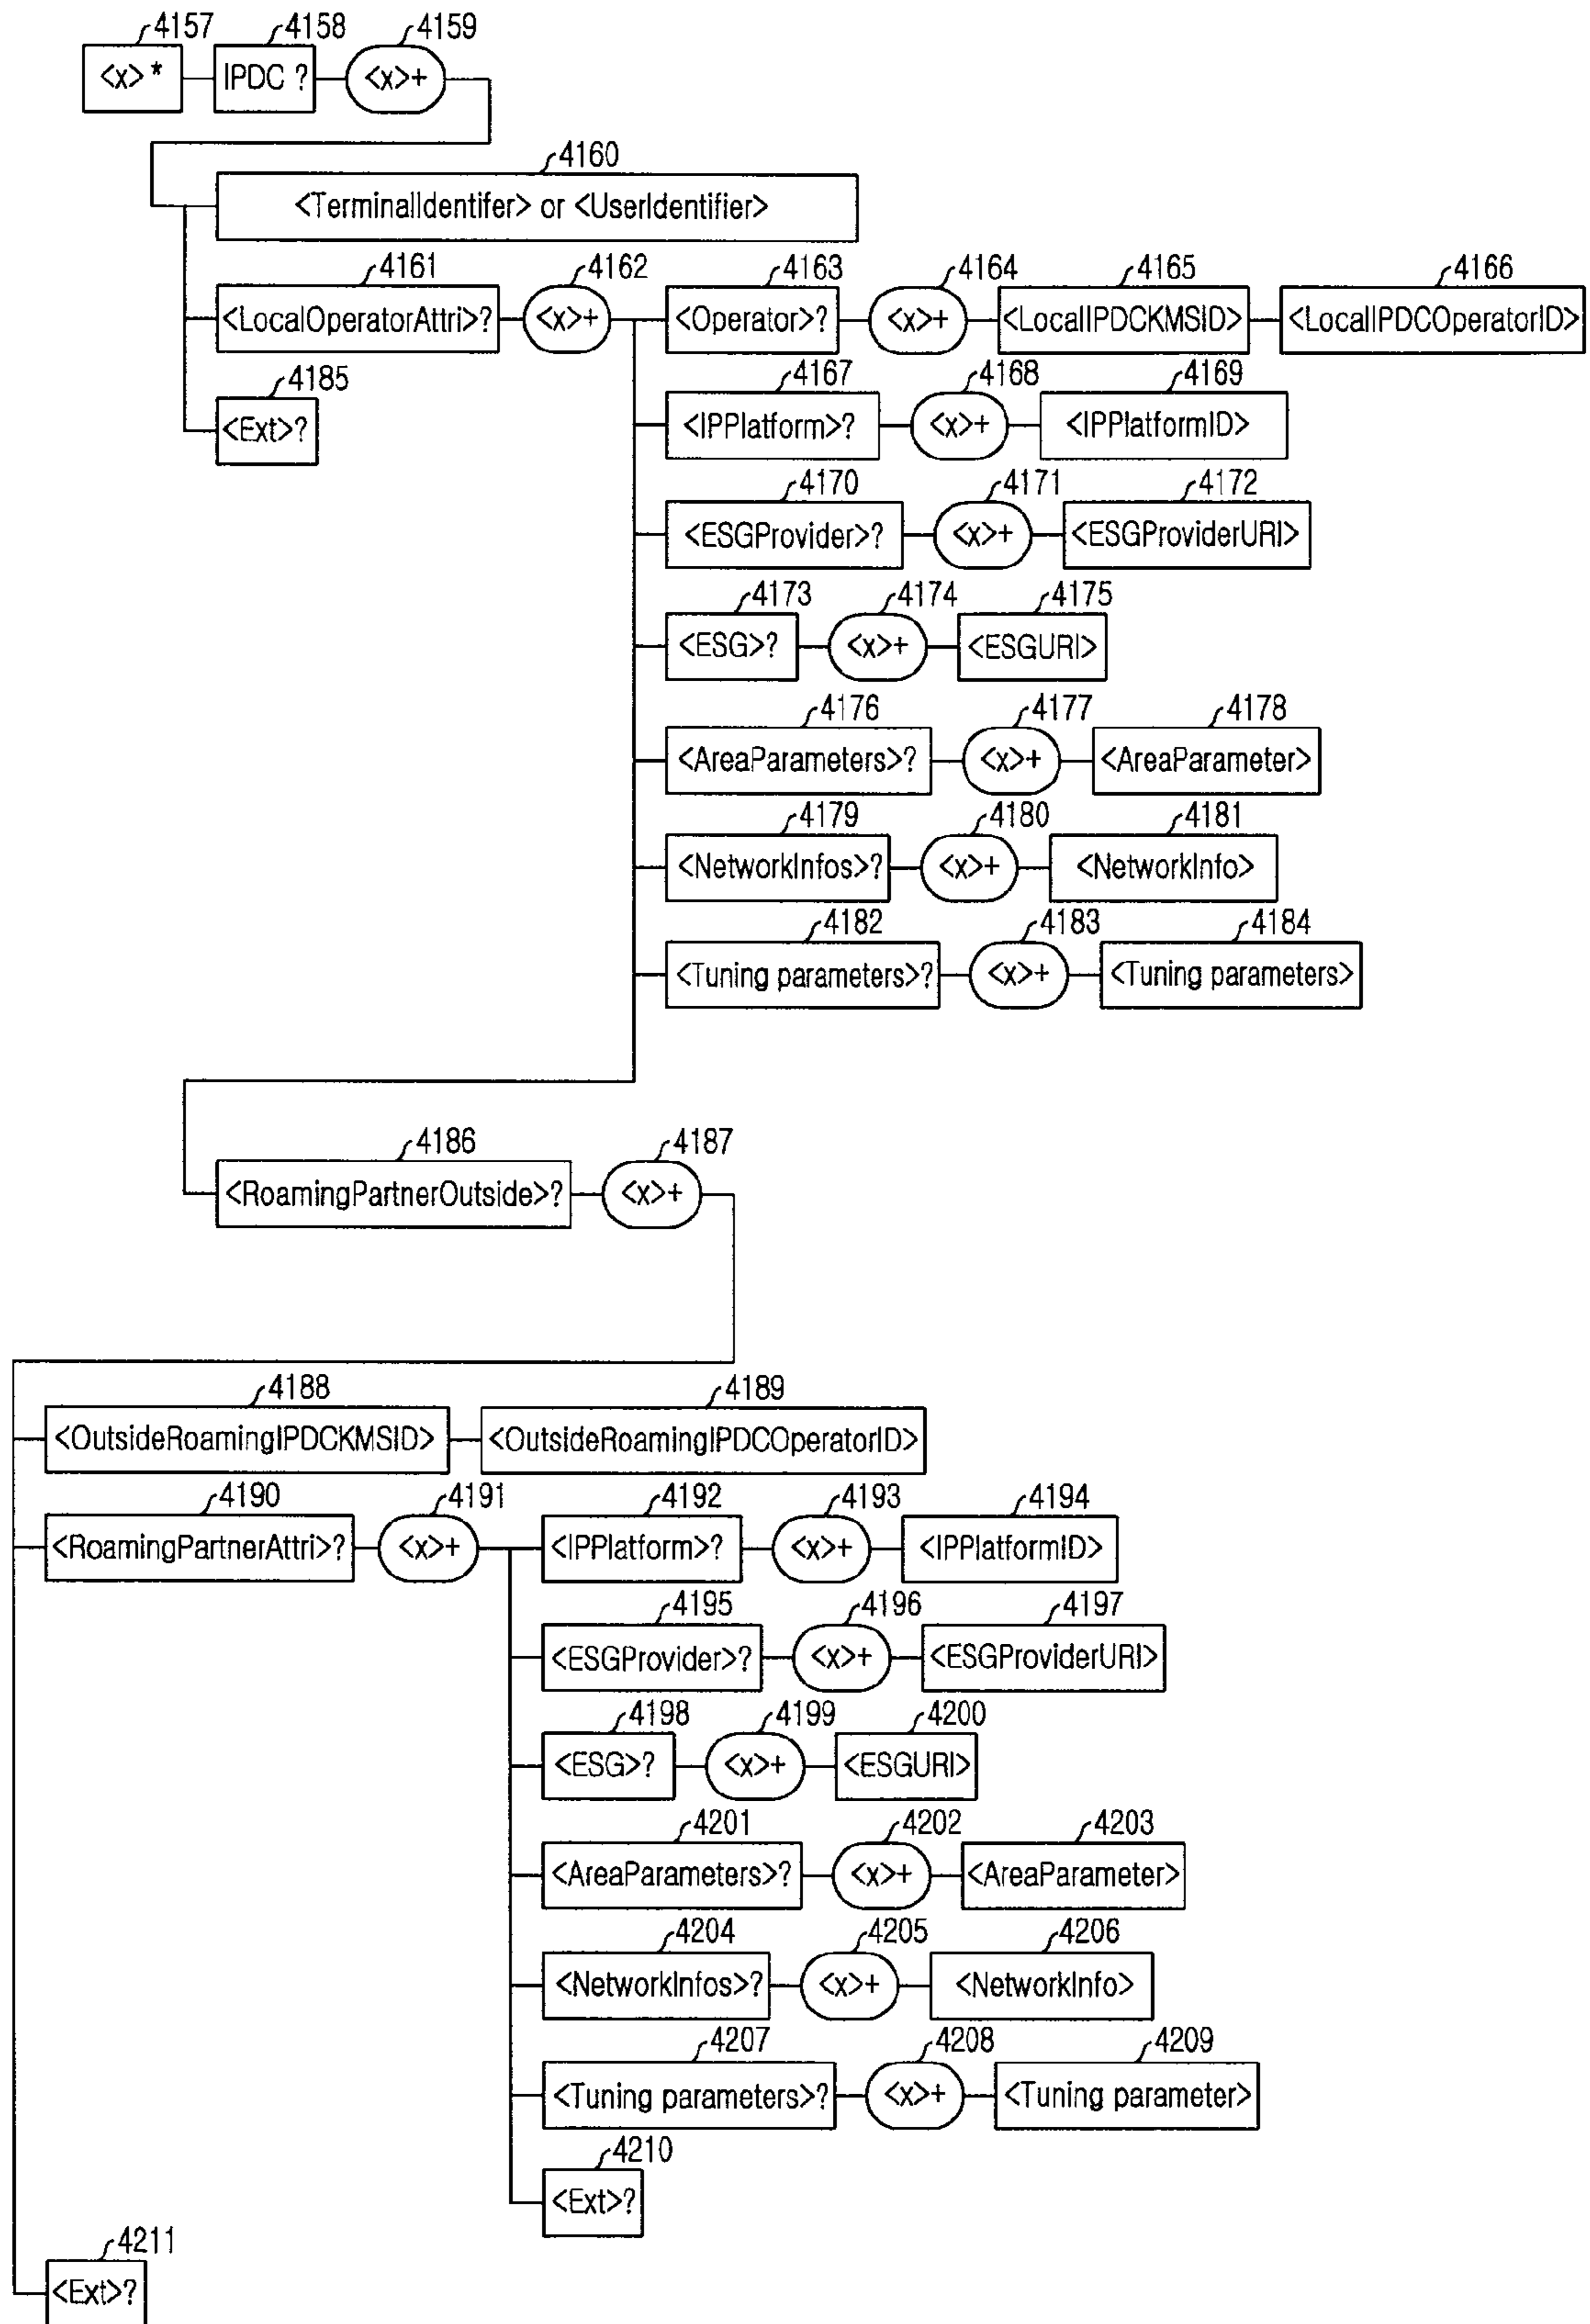 4157 4158 4159
<x>* IPDC ? <x>+
4160
<TerminalIdentifer> or <UserIdentifier>
4161 4162 4163 4164 4165 4166
<LocalOperatorAttri>? <x>+ <Operator>? <x>+ <LocalIPDCKMSID> <LocalIPDCOperatorID>
4185 4167 4168 4169
<Ext>? <IPPlatform>? <x>+ <IPPlatformID>
4170 4171 4172
<ESGProvider>? <x>+ <ESGProviderURI>
4173 4174 4175
<ESG>? <x>+ <ESGURI>
4176 4177 4178
<AreaParameters>? <x>+ <AreaParameter>
4179 4180 4181
<NetworkInfos>? <x>+ <NetworkInfo>
4182 4183 4184
<Tuning parameters>? <x>+ <Tuning parameters>
4186 4187
<RoamingPartnerOutside>? <x>+
4188 4189
<OutsideRoamingIPDCKMSID> <OutsideRoamingIPDCOperatorID>
4190 4191 4192 4193 4194
<RoamingPartnerAttri>? <x>+ <IPPlatform>? <x>+ <IPPlatformID>
4195 4196 4197
<ESGProvider>? <x>+ <ESGProviderURI>
4198 4199 4200
<ESG>? <x>+ <ESGURI>
4201 4202 4203
<AreaParameters>? <x>+ <AreaParameter>
4204 4205 4206
<NetworkInfos>? <x>+ <NetworkInfo>
4207 4208 4209
<Tuning parameters>? <x>+ <Tuning parameter>
4210
<Ext>?
4211
<Ext>?